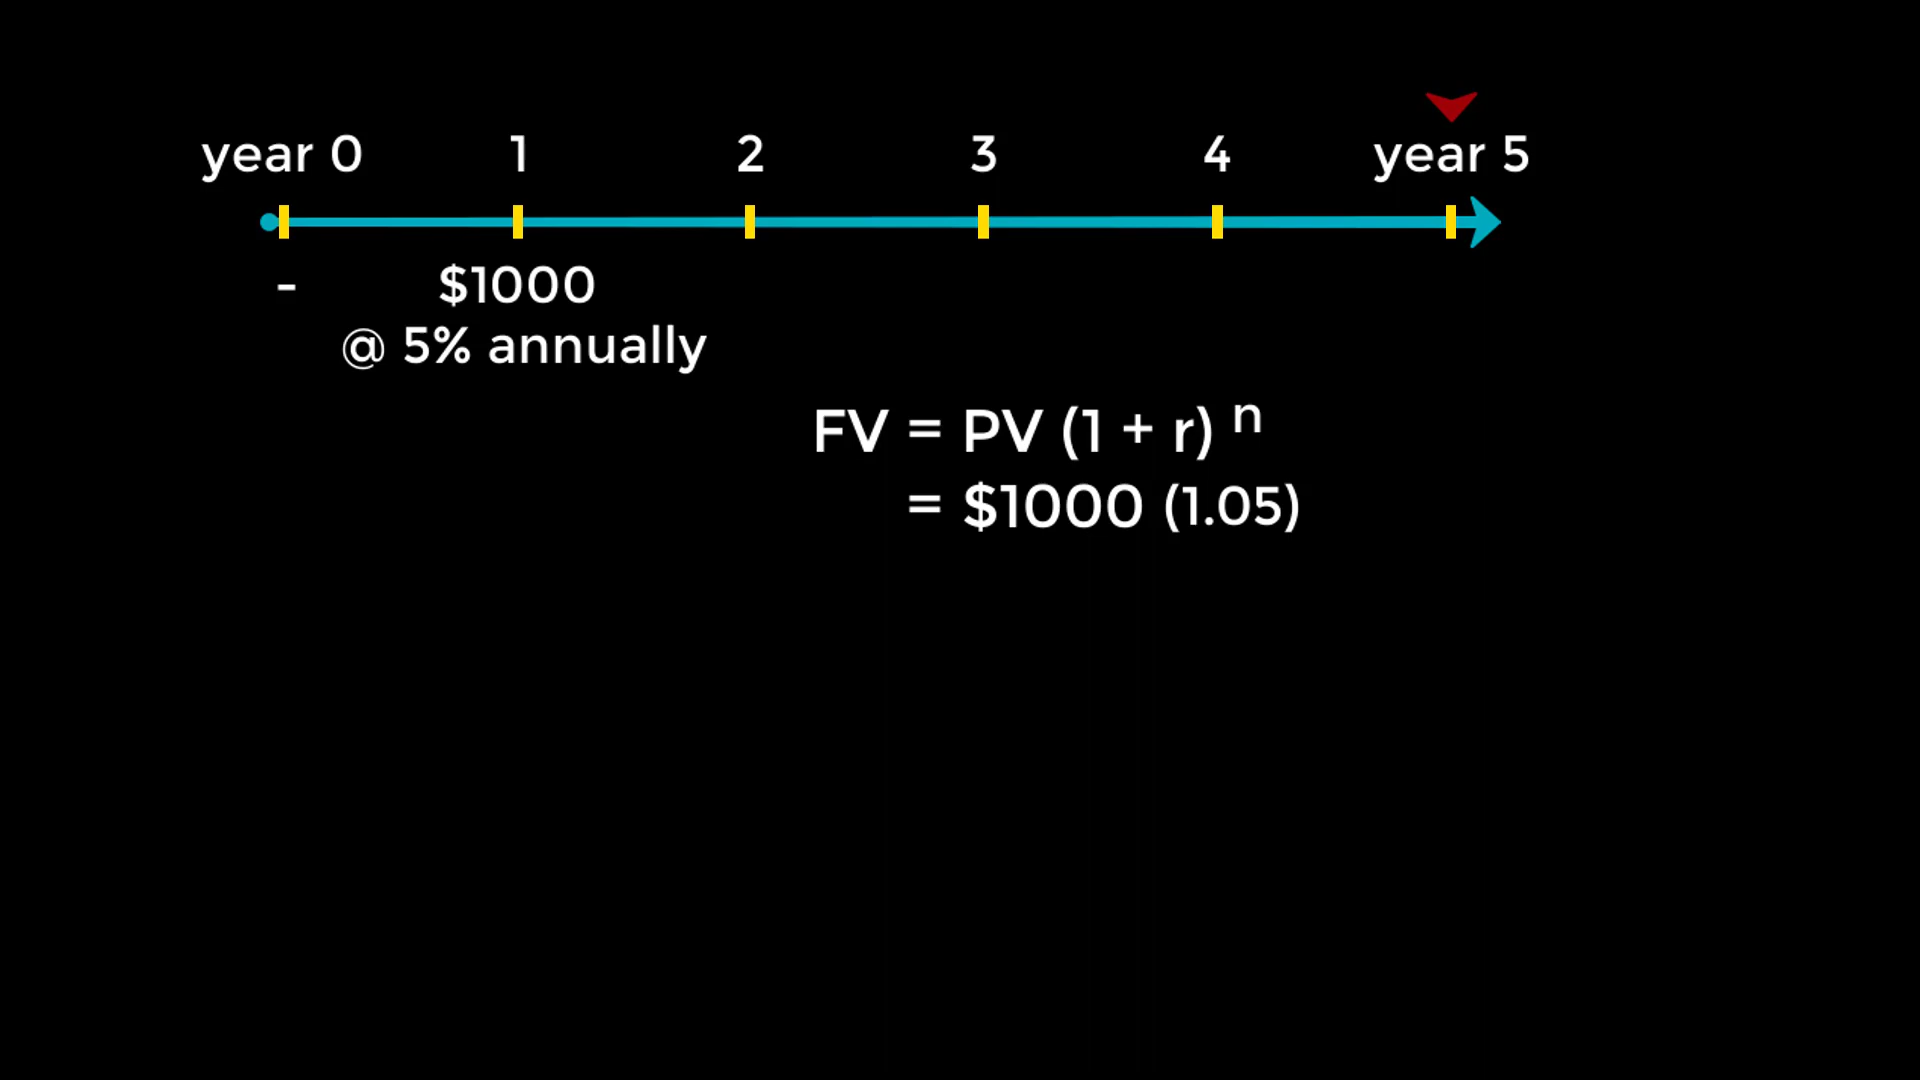 year 0 1 2 3 4 year 5
- $1000
@ 5% annually
FV = PV (1 + r) n
= $1000 (1.05)